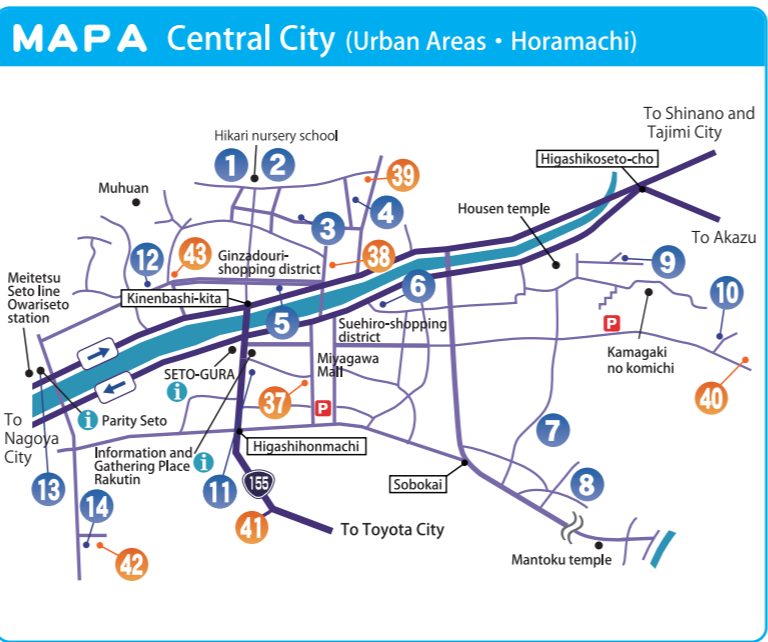 MAPA Central City (Urban Areas・Horamachi)
To Shinano and
Tajimi City
Hikari nursery school
Higashikoseto-cho
1
2
39
Muhuan
4
Housen temple
3
To Akazu
12
43
Ginzadouri-
shopping district
38
9
Meitetsu
Seto line
Owariseto
station
Kinenbashi-kita
6
10
5
Suehiro-shopping
district
P
Kamagaki
no komichi
SETO-GURA
i
Miyagawa
Mall
37
P
40
To
Nagoya
City
i Parity Seto
7
Information and
Gathering Place
Rakutin
i
Higashihonmachi
13
11
155
Sobokai
8
14
41
To Toyota City
42
Mantoku temple